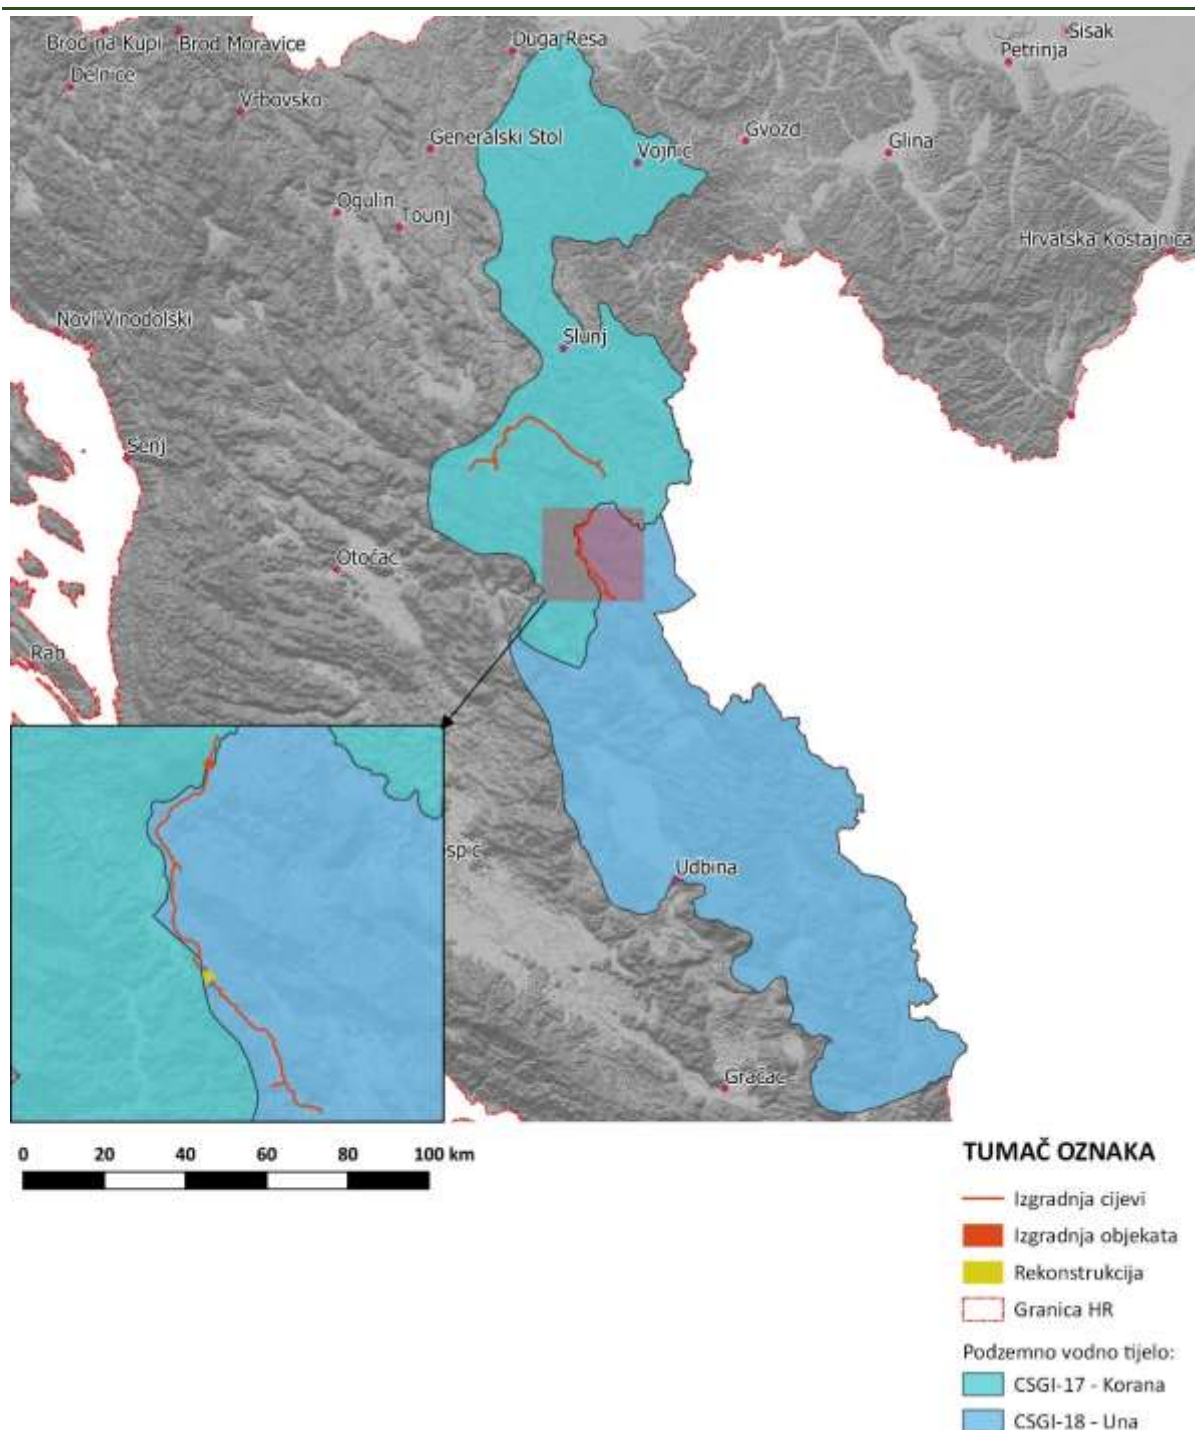 Sisak
Duga Resa
Brod na Kupi
Brod Moravice
Petrinja
Delnice
Vrbovsko
Gvozd
Generalski Stol
Glina
Vojnić
Ogulin
Tounj
Hrvatska Kostajnica
Novi Vinodolski
Slunj
Senj
Otočac
Rab
spić
Udbina
Gračac
0 20 40 60 80 100 km
TUMAČ OZNAKA
Izgradnja cijevi
Izgradnja objekata
Rekonstrukcija
Granica HR
Podzemno vodno tijelo:
CSGI-17 - Korana
CSGI-18 - Una